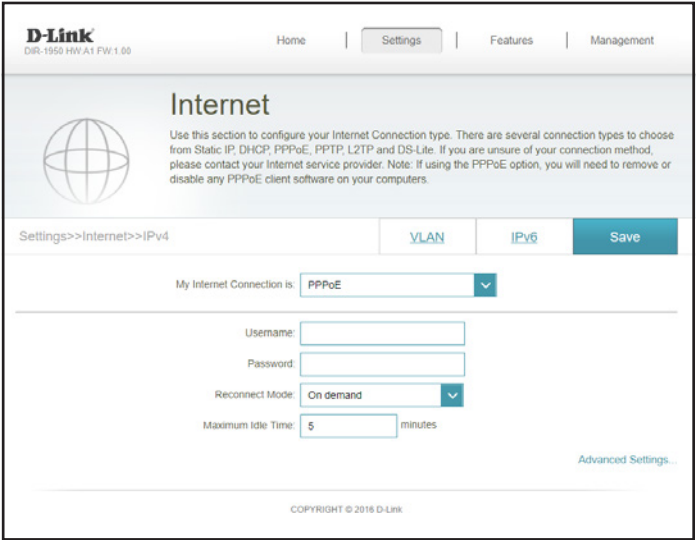 D-Link
DIR-1950 HW:A1 FW:1.00
Home
Settings
Features
Management
Internet
Use this section to configure your Internet Connection type. There are several connection types to choose
from Static IP, DHCP, PPPoE, PPTP, L2TP and DS-Lite. If you are unsure of your connection method,
please contact your Internet service provider. Note: If using the PPPoE option, you will need to remove or
disable any PPPoE client software on your computers.
Settings>>Internet>>IPv4
VLAN
IPv6
Save
My Internet Connection is: PPPoE
Username:
Password:
Reconnect Mode: On demand
Maximum Idle Time: 5 minutes
Advanced Settings...
COPYRIGHT © 2016 D-Link